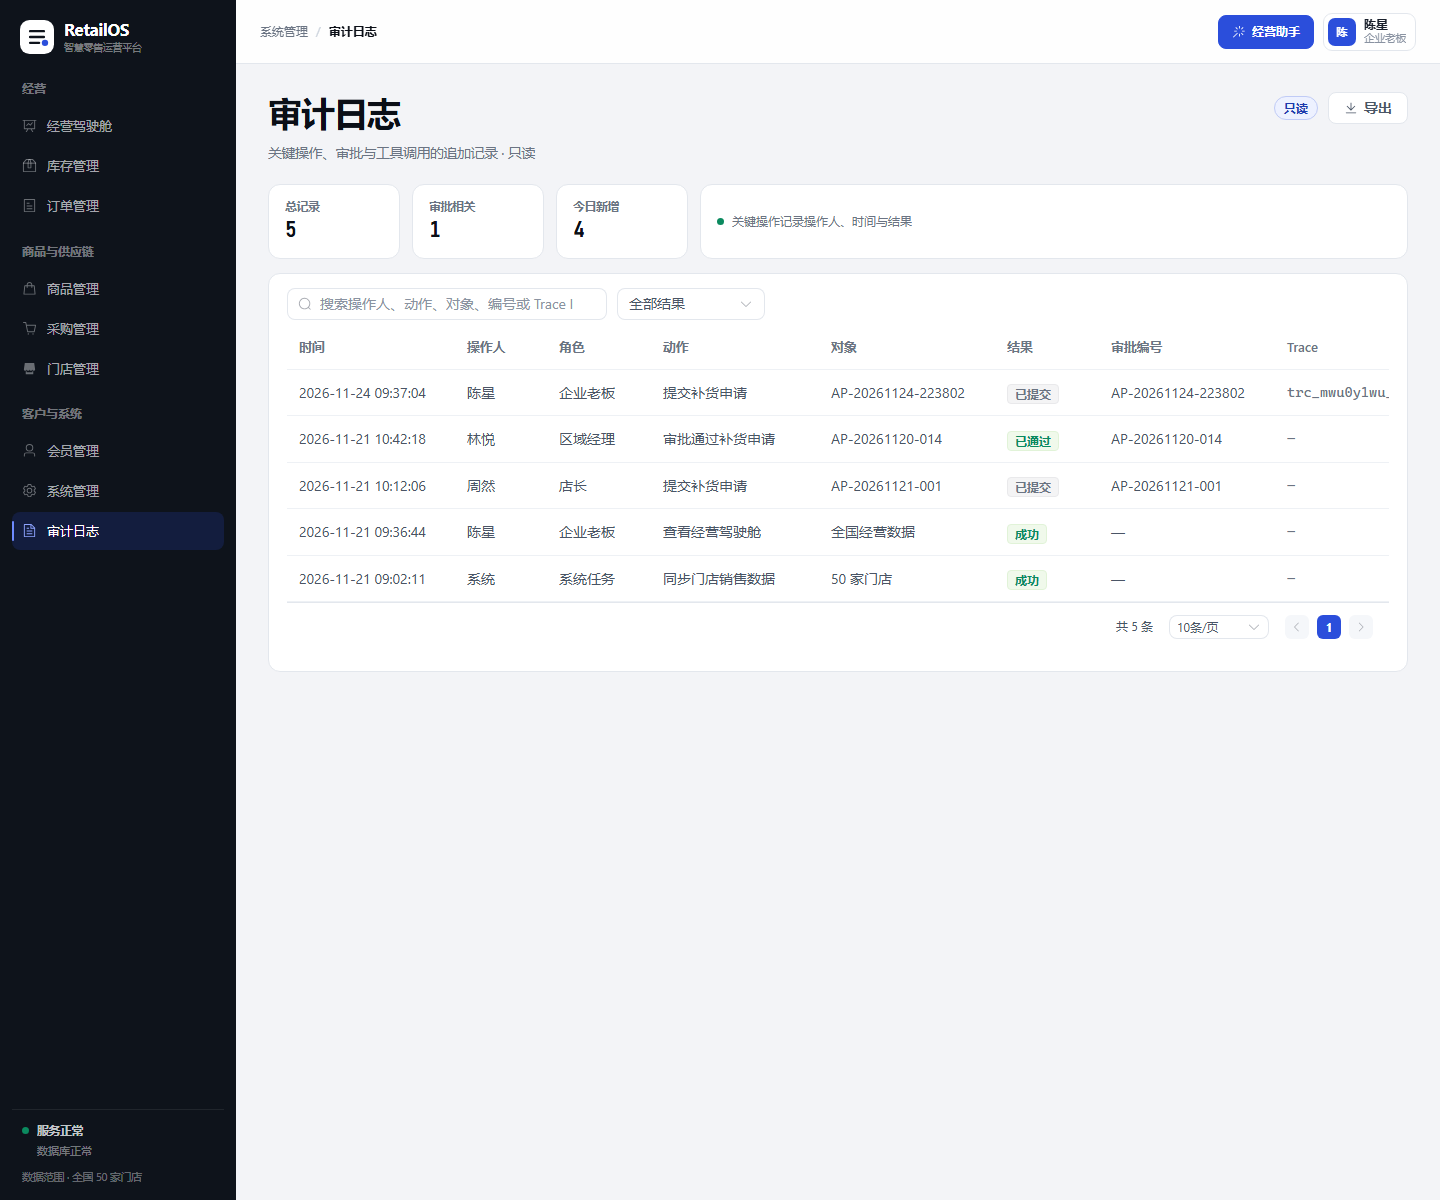 RetailOS
智慧零售运营平台
经营
经营驾驶舱
库存管理
订单管理
商品与供应链
商品管理
采购管理
门店管理
客户与系统
会员管理
系统管理
审计日志
服务正常
数据库正常
数据范围 · 全国 50 家门店
系统管理 / 审计日志
经营助手
陈
陈星
企业老板
审计日志
关键操作、审批与工具调用的追加记录 · 只读
只读
导出
总记录
5
审批相关
1
今日新增
4
关键操作记录操作人、时间与结果
搜索操作人、动作、对象、编号或 Trace I
全部结果
时间 操作人 角色 动作 对象 结果 审批编号 Trace
2026-11-24 09:37:04 陈星 企业老板 提交补货申请 AP-20261124-223802 已提交 AP-20261124-223802 trc_mwu0y1wu_
2026-11-21 10:42:18 林悦 区域经理 审批通过补货申请 AP-20261120-014 已通过 AP-20261120-014 —
2026-11-21 10:12:06 周然 店长 提交补货申请 AP-20261121-001 已提交 AP-20261121-001 —
2026-11-21 09:36:44 陈星 企业老板 查看经营驾驶舱 全国经营数据 成功 — —
2026-11-21 09:02:11 系统 系统任务 同步门店销售数据 50 家门店 成功 — —
共 5 条 10条/页 1